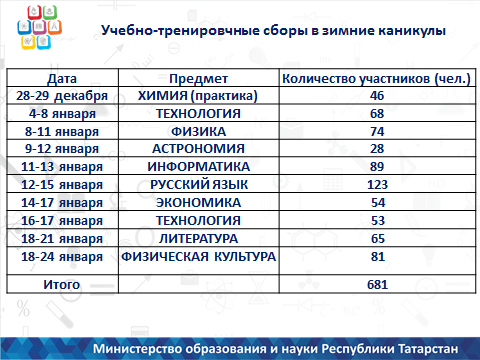 Учебно-тренировчные сборы в зимние каникулы
Дата Предмет Количество участников (чел.)
28-29 декабря ХИМИЯ (практика) 46
4-8 января ТЕХНОЛОГИЯ 68
8-11 января ФИЗИКА 74
9-12 января АСТРОНОМИЯ 28
11-13 января ИНФОРМАТИКА 89
12-15 января РУССКИЙ ЯЗЫК 123
14-17 января ЭКОНОМИКА 54
16-17 января ТЕХНОЛОГИЯ 53
18-21 января ЛИТЕРАТУРА 65
18-24 января ФИЗИЧЕСКАЯ КУЛЬТУРА 81
Итого 681
Министерство образования и науки Республики Татарстан